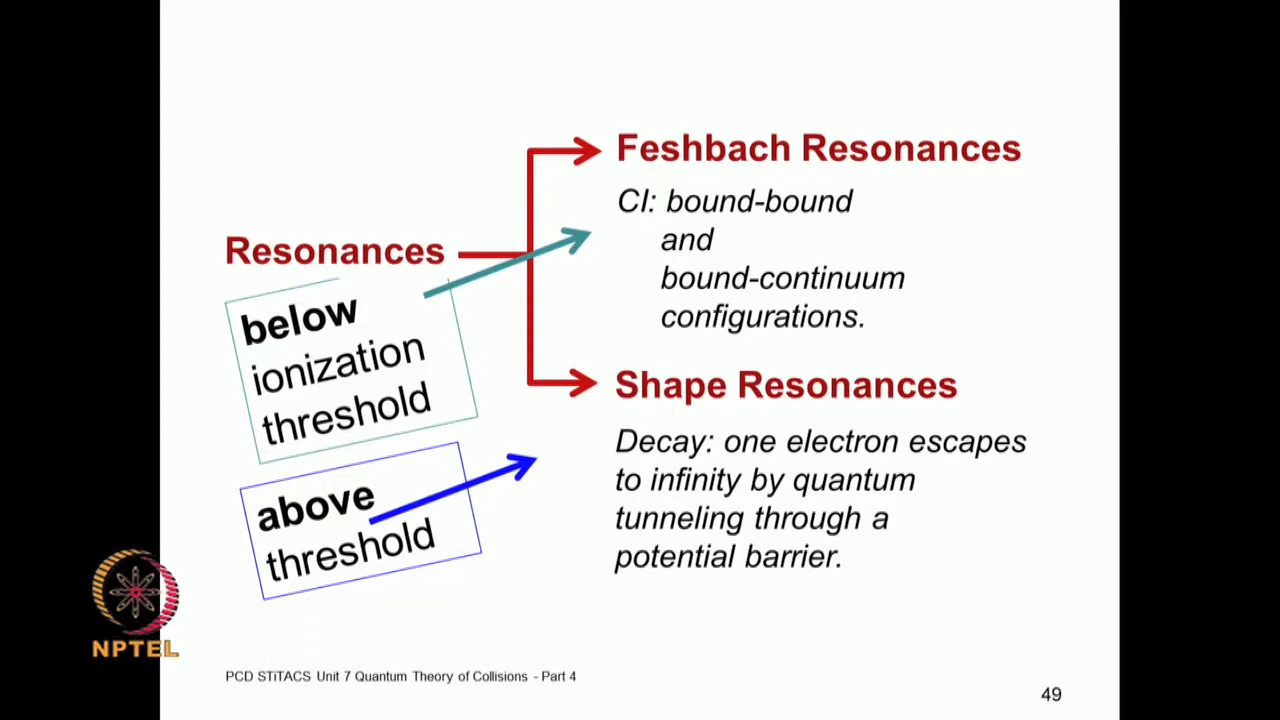 Feshbach Resonances
CI: bound-bound
and
bound-continuum
configurations.
Resonances
below
ionization
threshold
above
threshold
Shape Resonances
Decay: one electron escapes
to infinity by quantum
tunneling through a
potential barrier.
NPTEL
PCD STiTACS Unit 7 Quantum Theory of Collisions - Part 4
49